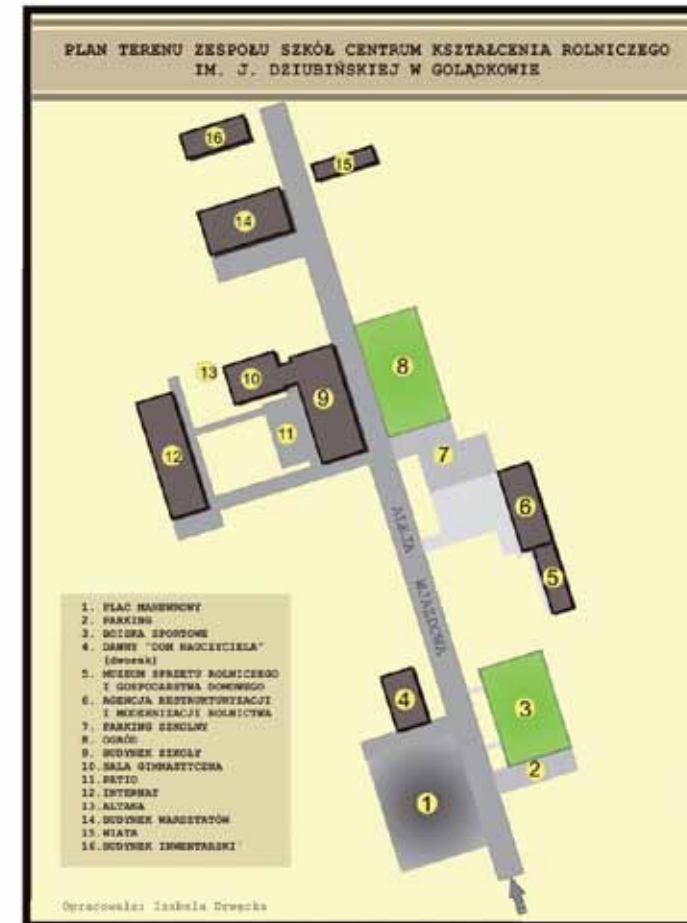 PLAN TERENU ZESPOŁU SZKÓŁ CENTRUM KSZTAŁCENIA ROLNICZEGO
IM. J. DZIUBIŃSKIEJ W GOLĄDKOWIE
16
15
14
8
13
10
9
11
12
7
6
5
ALEJA WJAZDOWA
4
3
2
1
1. PLAC MANEWROWY
2. PARKING
3. BOISKA SPORTOWE
4. DAWNY "DOM NAUCZYCIELA"
(dworek)
5. MUZEUM SPRZĘTU ROLNICZEGO
I GOSPODARSTWA DOMOWEGO
6. AGENCJA RESTRUKTURYZACJI
I MODERNIZACJI ROLNICTWA
7. PARKING SZKOLNY
8. OGRÓD
9. BUDYNEK SZKOŁY
10. SALA GIMNASTYCZNA
11. PATIO
12. INTERNAT
13. ALTANA
14. BUDYNEK WARSZTATÓW
15. WIATA
16. BUDYNEK INWENTARSKI
Opracowała: Izabela Drwęcka